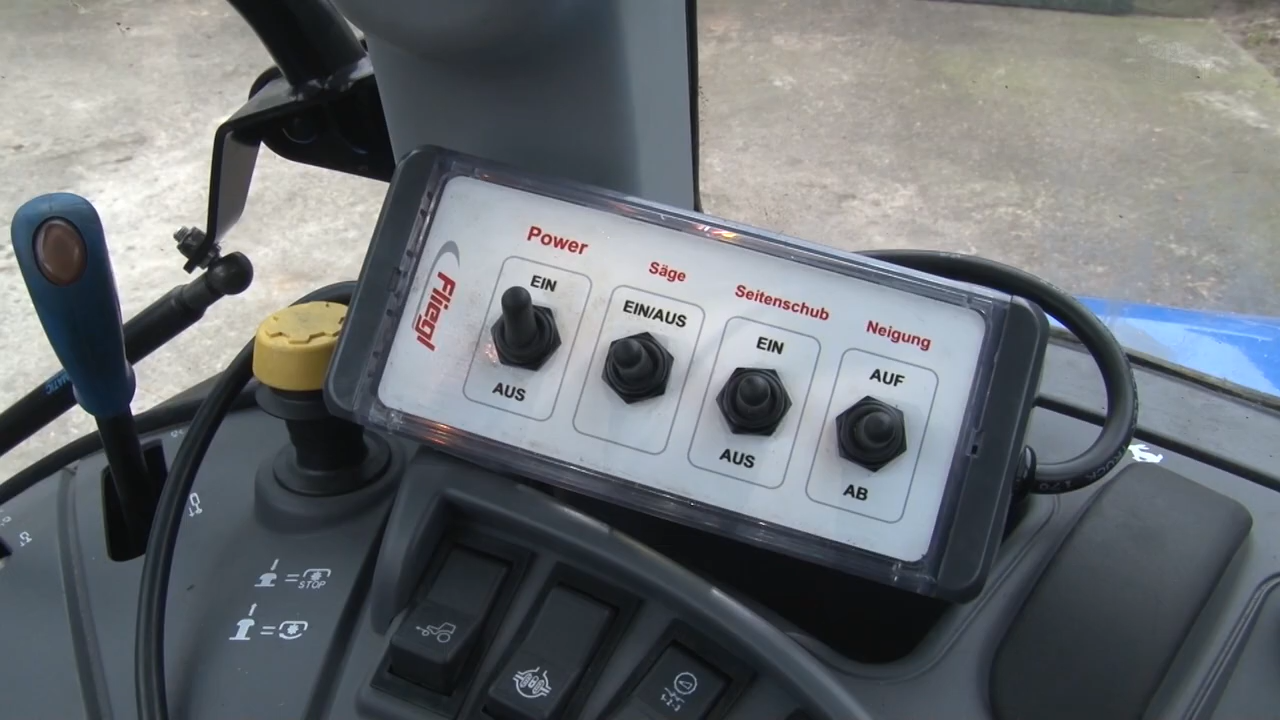 Fliegl
Power
EIN
AUS
Säge
EIN/AUS
Seitenschub
EIN
AUS
Neigung
AUF
AB
= STOP
=